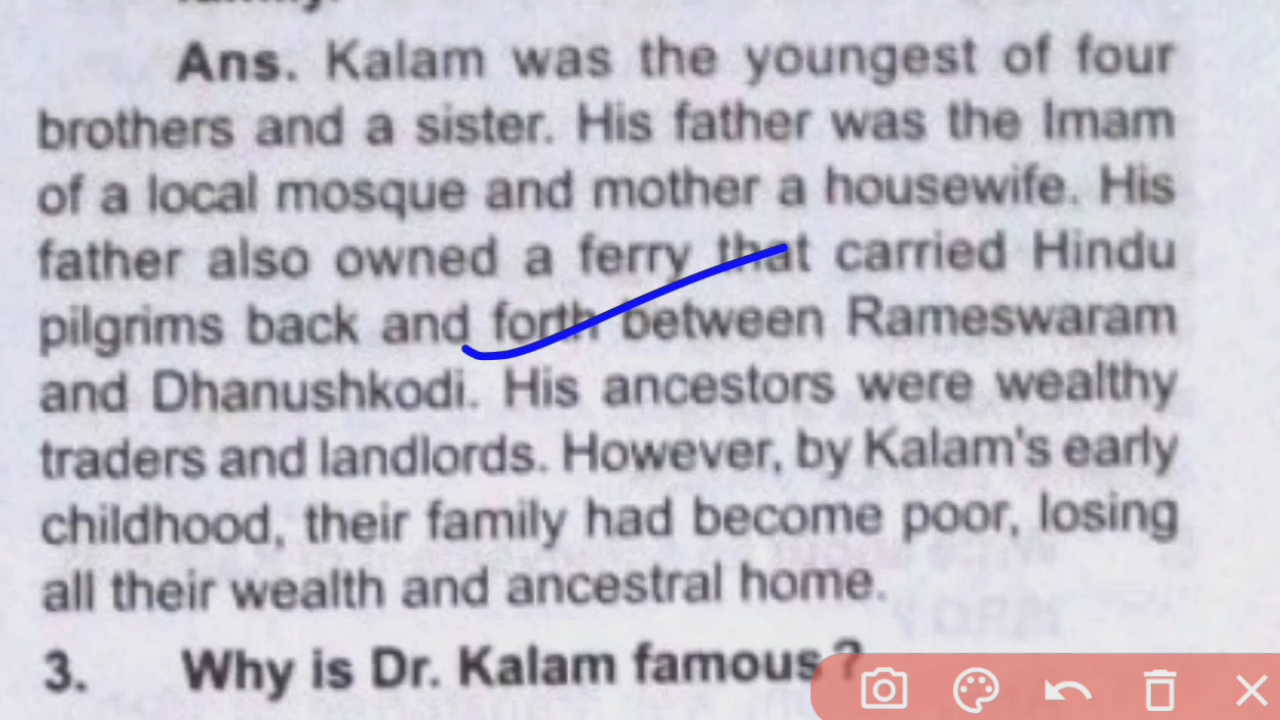 family.
Ans. Kalam was the youngest of four
brothers and a sister. His father was the Imam
of a local mosque and mother a housewife. His
father also owned a ferry that carried Hindu
pilgrims back and forth between Rameswaram
and Dhanushkodi. His ancestors were wealthy
traders and landlords. However, by Kalam's early
childhood, their family had become poor, losing
all their wealth and ancestral home.
3. Why is Dr. Kalam famous ?